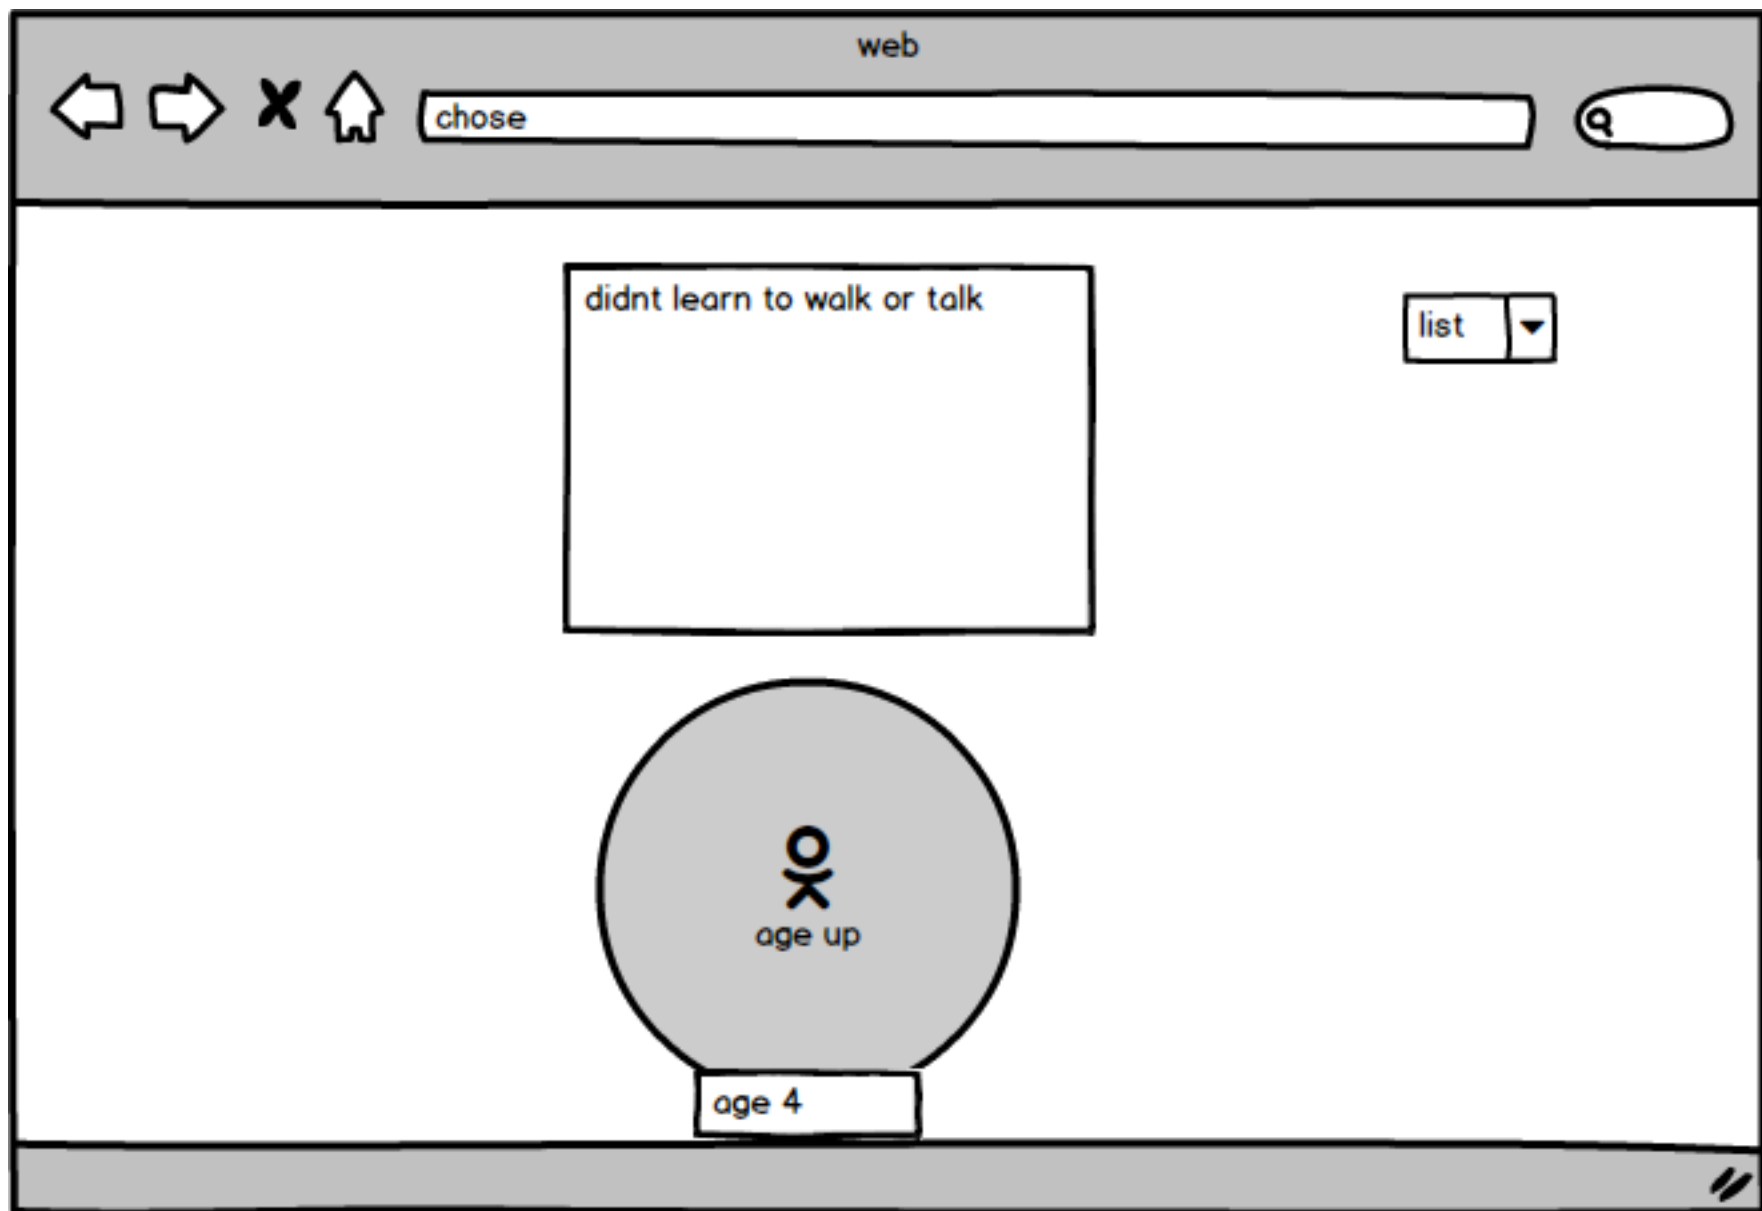 web
chose
didnt learn to walk or talk
list
age up
age 4